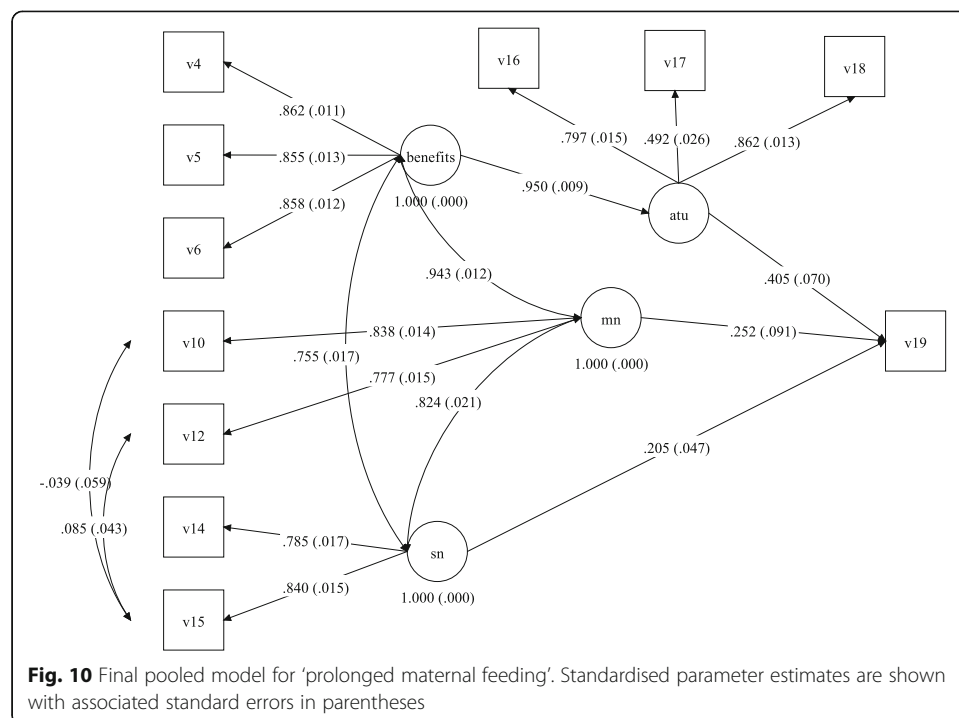 v4
v16
v17
v18
.862 (.011)
v5
.855 (.013)
benefits
.797 (.015)
.492 (.026)
.862 (.013)
.858 (.012)
1.000 (.000)
.950 (.009)
atu
v6
.943 (.012)
.405 (.070)
v10
.838 (.014)
mn
.252 (.091)
v19
.755 (.017)
1.000 (.000)
.777 (.015)
.824 (.021)
v12
.205 (.047)
-.039 (.059)
.085 (.043)
v14
.785 (.017)
sn
.840 (.015)
1.000 (.000)
v15
Fig. 10 Final pooled model for ‘prolonged maternal feeding’. Standardised parameter estimates are shown
with associated standard errors in parentheses